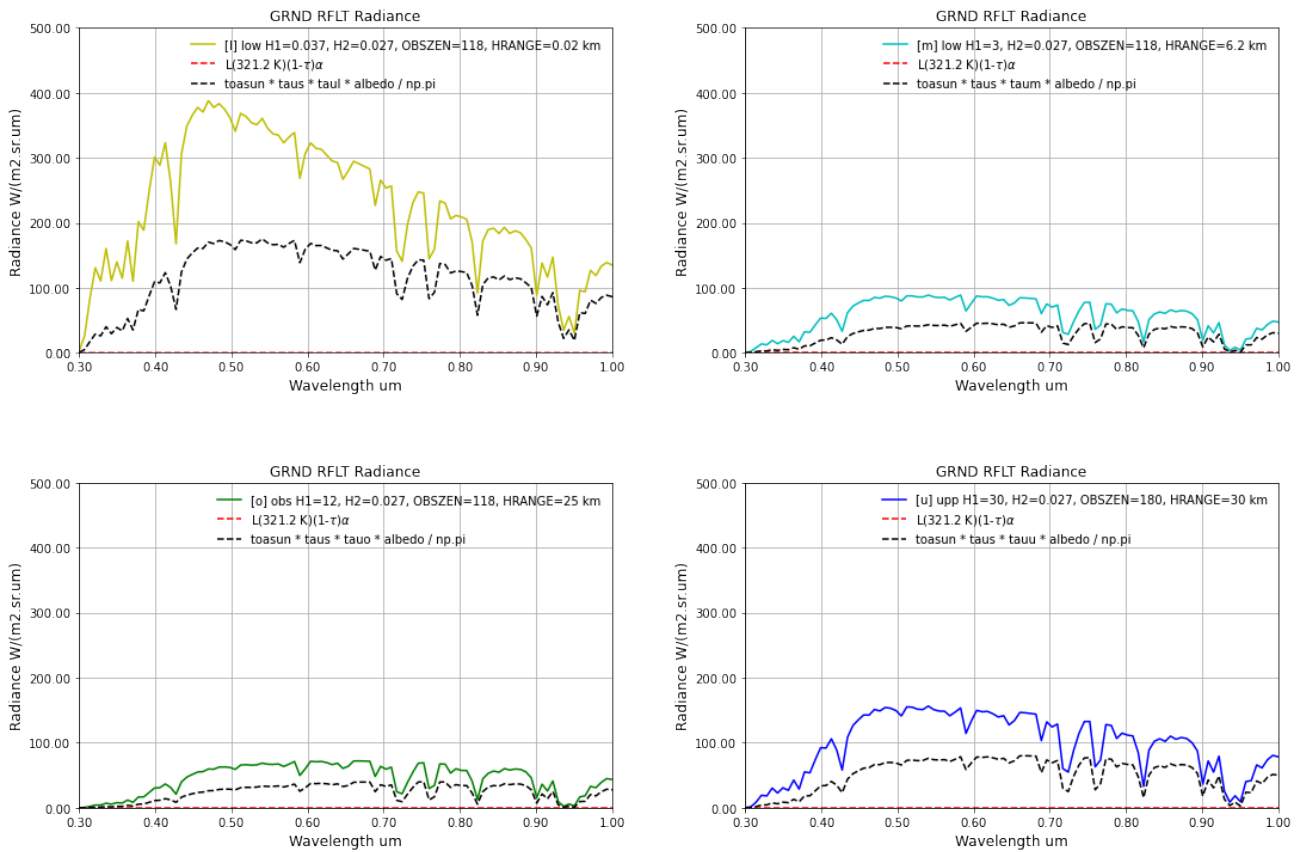 GRND RFLT Radiance
500.00
400.00
300.00
200.00
100.00
0.00
Radiance W/(m2.sr.um)
[l] low H1=0.037, H2=0.027, OBSZEN=118, HRANGE=0.02 km
L(321.2 K)(1-τ)α
toasun * taus * taul * albedo / np.pi
0.30 0.40 0.50 0.60 0.70 0.80 0.90 1.00
Wavelength um
GRND RFLT Radiance
500.00
400.00
300.00
200.00
100.00
0.00
Radiance W/(m2.sr.um)
[m] low H1=3, H2=0.027, OBSZEN=118, HRANGE=6.2 km
L(321.2 K)(1-τ)α
toasun * taus * taum * albedo / np.pi
0.30 0.40 0.50 0.60 0.70 0.80 0.90 1.00
Wavelength um
GRND RFLT Radiance
500.00
400.00
300.00
200.00
100.00
0.00
Radiance W/(m2.sr.um)
[o] obs H1=12, H2=0.027, OBSZEN=118, HRANGE=25 km
L(321.2 K)(1-τ)α
toasun * taus * tauo * albedo / np.pi
0.30 0.40 0.50 0.60 0.70 0.80 0.90 1.00
Wavelength um
GRND RFLT Radiance
500.00
400.00
300.00
200.00
100.00
0.00
Radiance W/(m2.sr.um)
[u] upp H1=30, H2=0.027, OBSZEN=180, HRANGE=30 km
L(321.2 K)(1-τ)α
toasun * taus * tauu * albedo / np.pi
0.30 0.40 0.50 0.60 0.70 0.80 0.90 1.00
Wavelength um